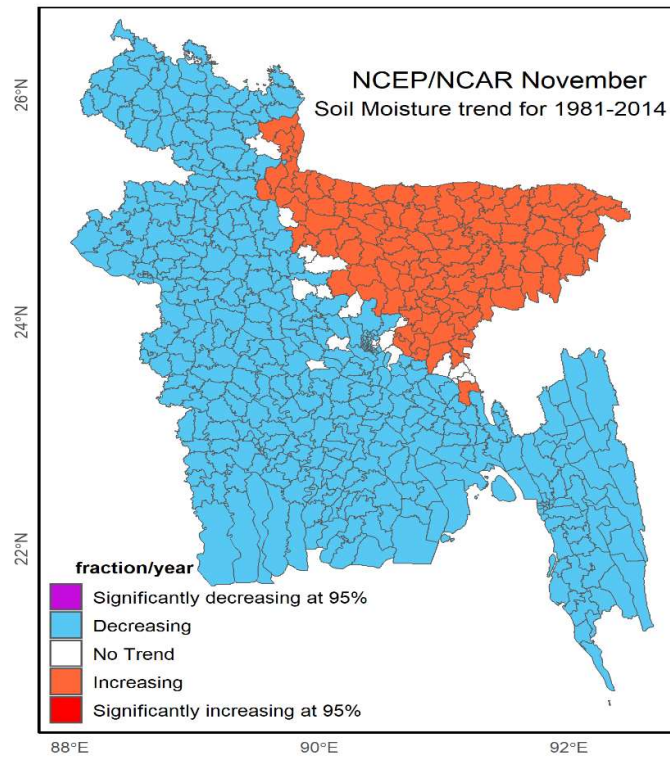 NCEP/NCAR November
Soil Moisture trend for 1981-2014
26°N
24°N
22°N
fraction/year
Significantly decreasing at 95%
Decreasing
No Trend
Increasing
Significantly increasing at 95%
88°E
90°E
92°E